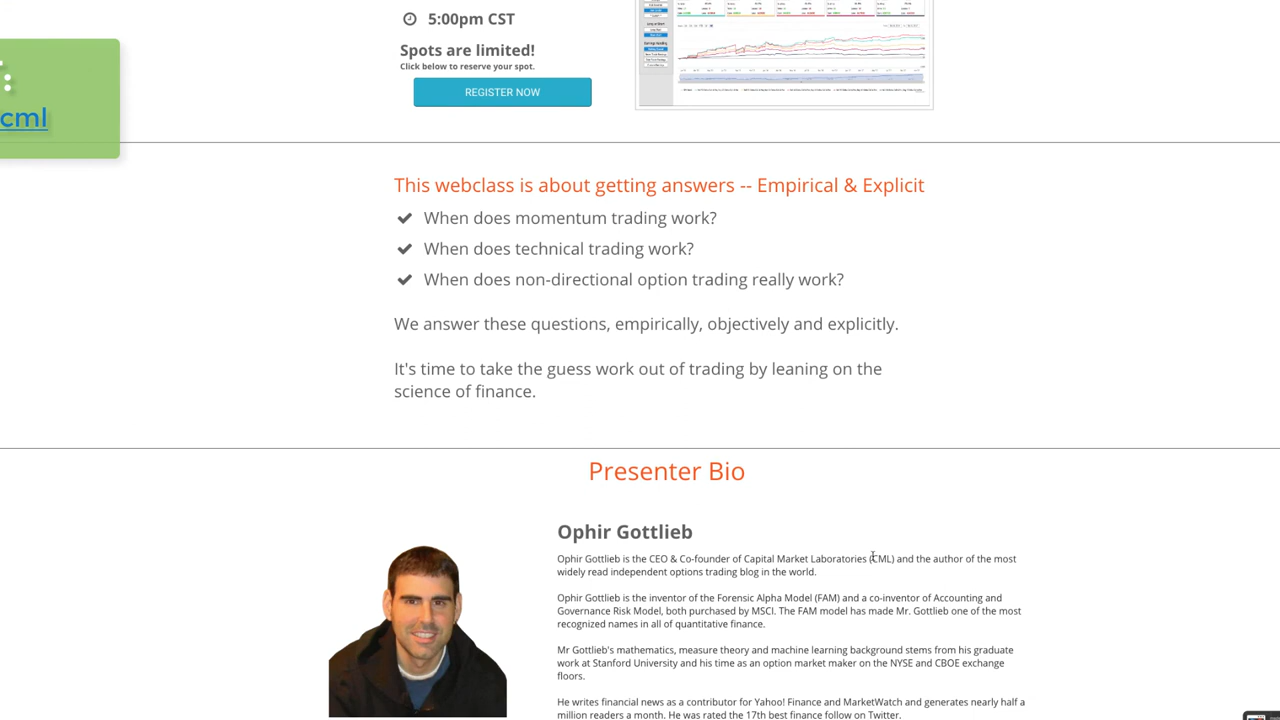 5:00pm CST
Spots are limited!
Click below to reserve your spot.
REGISTER NOW
cml
This webclass is about getting answers -- Empirical & Explicit
When does momentum trading work?
When does technical trading work?
When does non-directional option trading really work?
We answer these questions, empirically, objectively and explicitly.
It's time to take the guess work out of trading by leaning on the
science of finance.
Presenter Bio
Ophir Gottlieb
Ophir Gottlieb is the CEO & Co-founder of Capital Market Laboratories (CML) and the author of the most
widely read independent options trading blog in the world.
Ophir Gottlieb is the inventor of the Forensic Alpha Model (FAM) and a co-inventor of Accounting and
Governance Risk Model, both purchased by MSCI. The FAM model has made Mr. Gottlieb one of the most
recognized names in all of quantitative finance.
Mr Gottlieb's mathematics, measure theory and machine learning background stems from his graduate
work at Stanford University and his time as an option market maker on the NYSE and CBOE exchange
floors.
He writes financial news as a contributor for Yahoo! Finance and MarketWatch and generates nearly half a
million readers a month. He was rated the 17th best finance follow on Twitter.